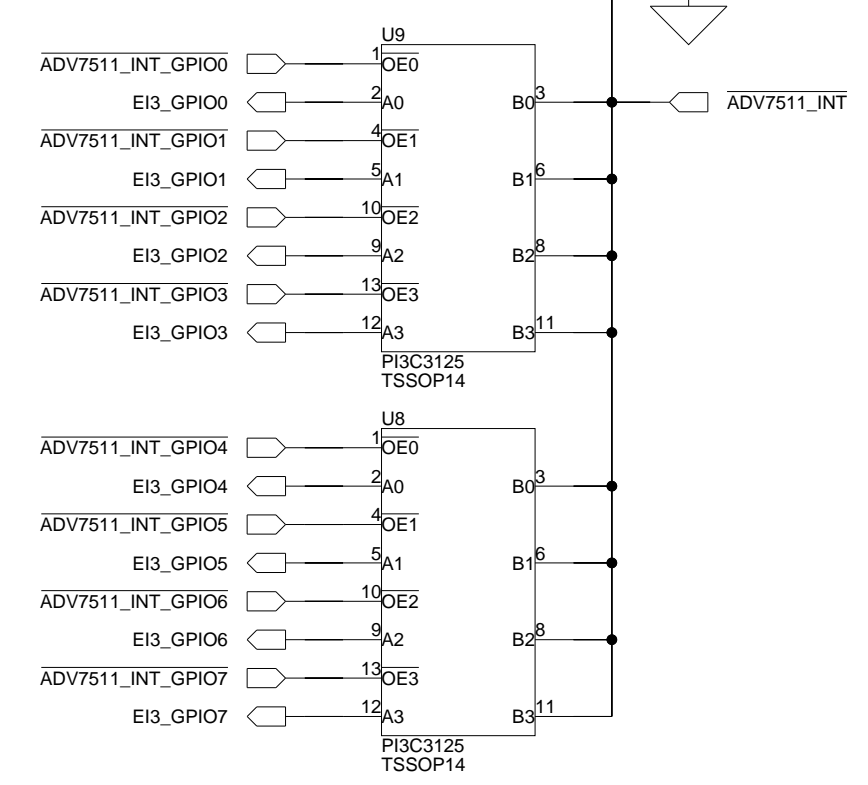 U9
ADV7511_INT_GPIO0 1 OE0
EI3_GPIO0 2 A0 B0 3 ADV7511_INT
ADV7511_INT_GPIO1 4 OE1
EI3_GPIO1 5 A1 B1 6
ADV7511_INT_GPIO2 10 OE2
EI3_GPIO2 9 A2 B2 8
ADV7511_INT_GPIO3 13 OE3
EI3_GPIO3 12 A3 B3 11
PI3C3125
TSSOP14
U8
ADV7511_INT_GPIO4 1 OE0
EI3_GPIO4 2 A0 B0 3
ADV7511_INT_GPIO5 4 OE1
EI3_GPIO5 5 A1 B1 6
ADV7511_INT_GPIO6 10 OE2
EI3_GPIO6 9 A2 B2 8
ADV7511_INT_GPIO7 13 OE3
EI3_GPIO7 12 A3 B3 11
PI3C3125
TSSOP14